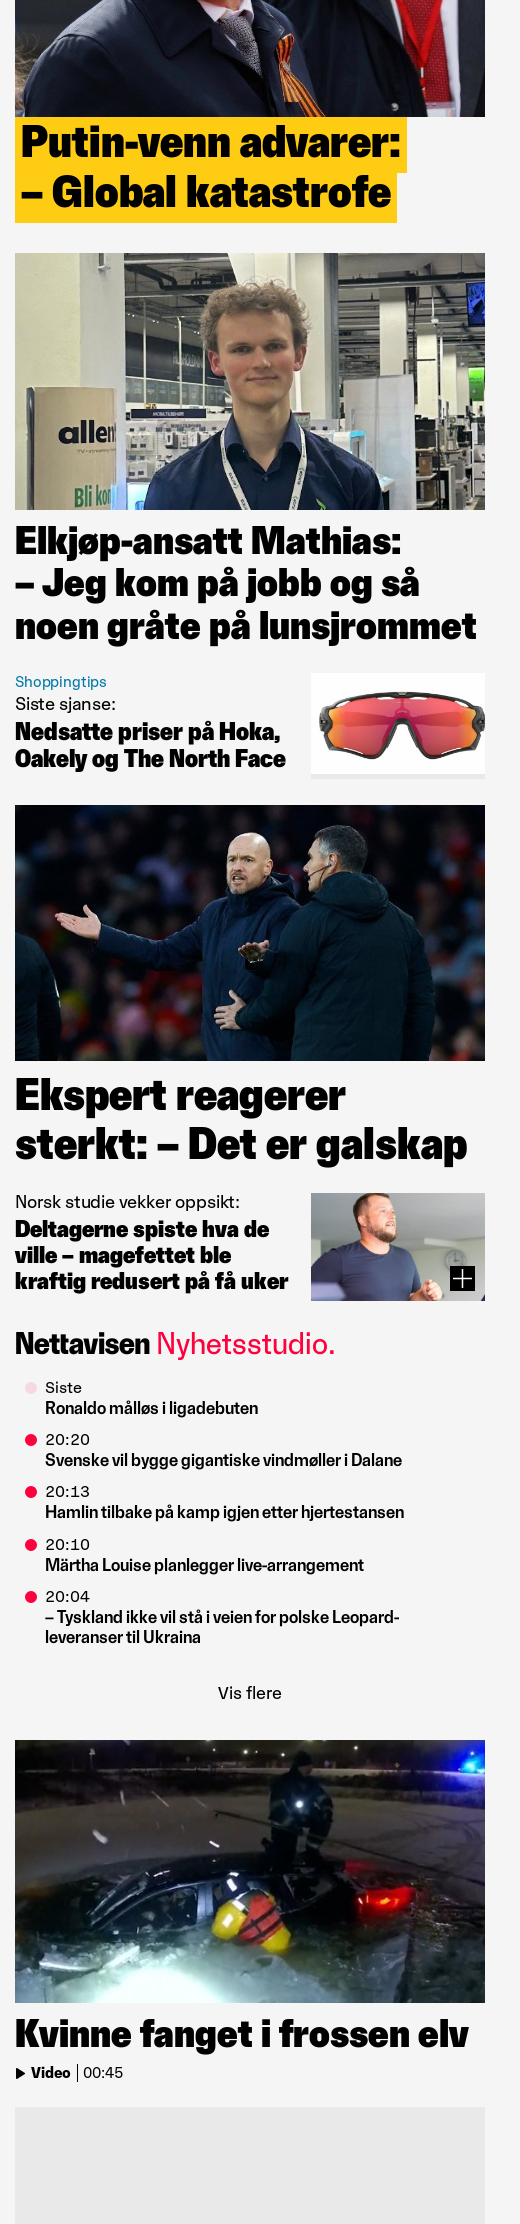 Putin-venn advarer:
– Global katastrofe
allen
Bli kon
Elkjøp-ansatt Mathias:
– Jeg kom på jobb og så
noen gråte på lunsjrommet
Shoppingtips
Siste sjanse:
Nedsatte priser på Hoka,
Oakely og The North Face
Ekspert reagerer
sterkt: – Det er galskap
Norsk studie vekker oppsikt:
Deltagerne spiste hva de
ville – magefettet ble
kraftig redusert på få uker
Nettavisen Nyhetsstudio.
Siste
Ronaldo målløs i ligadebuten
20:20
Svenske vil bygge gigantiske vindmøller i Dalane
20:13
Hamlin tilbake på kamp igjen etter hjertestansen
20:10
Märtha Louise planlegger live-arrangement
20:04
– Tyskland ikke vil stå i veien for polske Leopard-
leveranser til Ukraina
Vis flere
Kvinne fanget i frossen elv
Video | 00:45